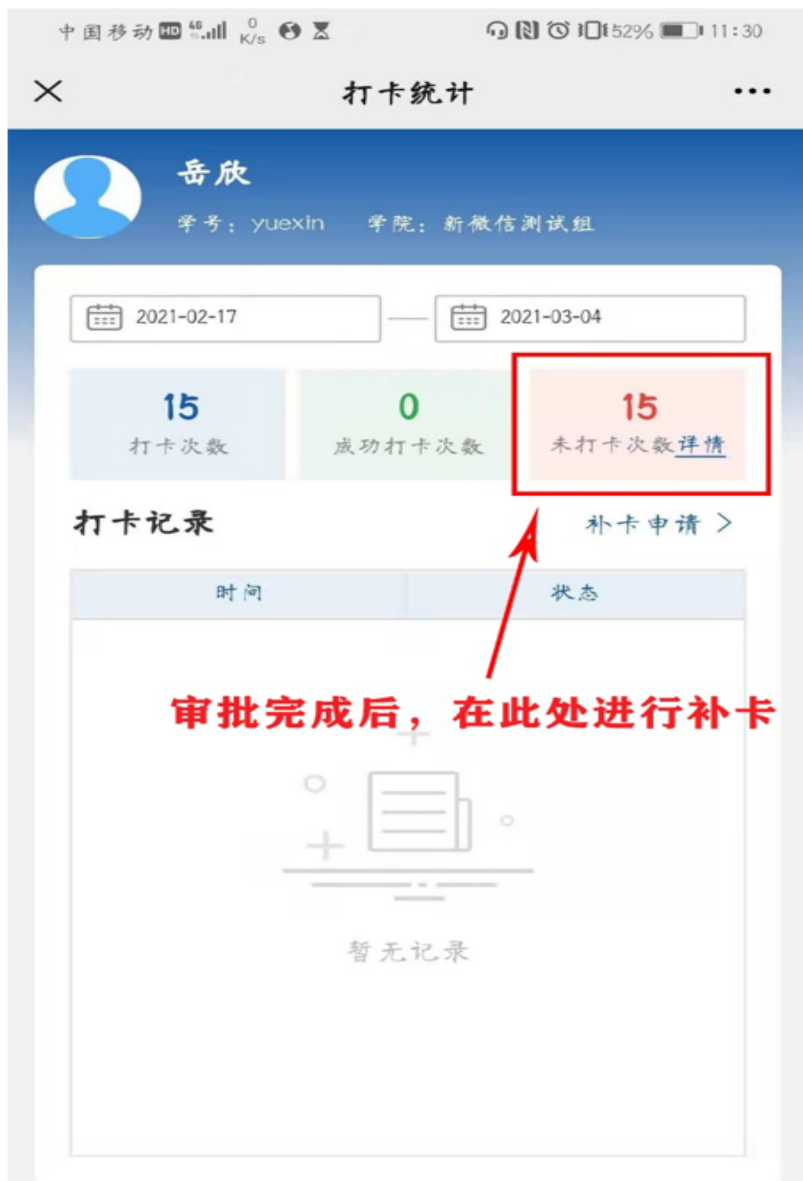 中国移动 HD 4G 0 K/s 52% 11:30
打卡统计
岳欣
学号：yuexin 学院：新微信测试组
2021-02-17 — 2021-03-04
15 0 15
打卡次数 成功打卡次数 未打卡次数详情
打卡记录 补卡申请 >
时间 状态
审批完成后，在此处进行补卡
暂无记录